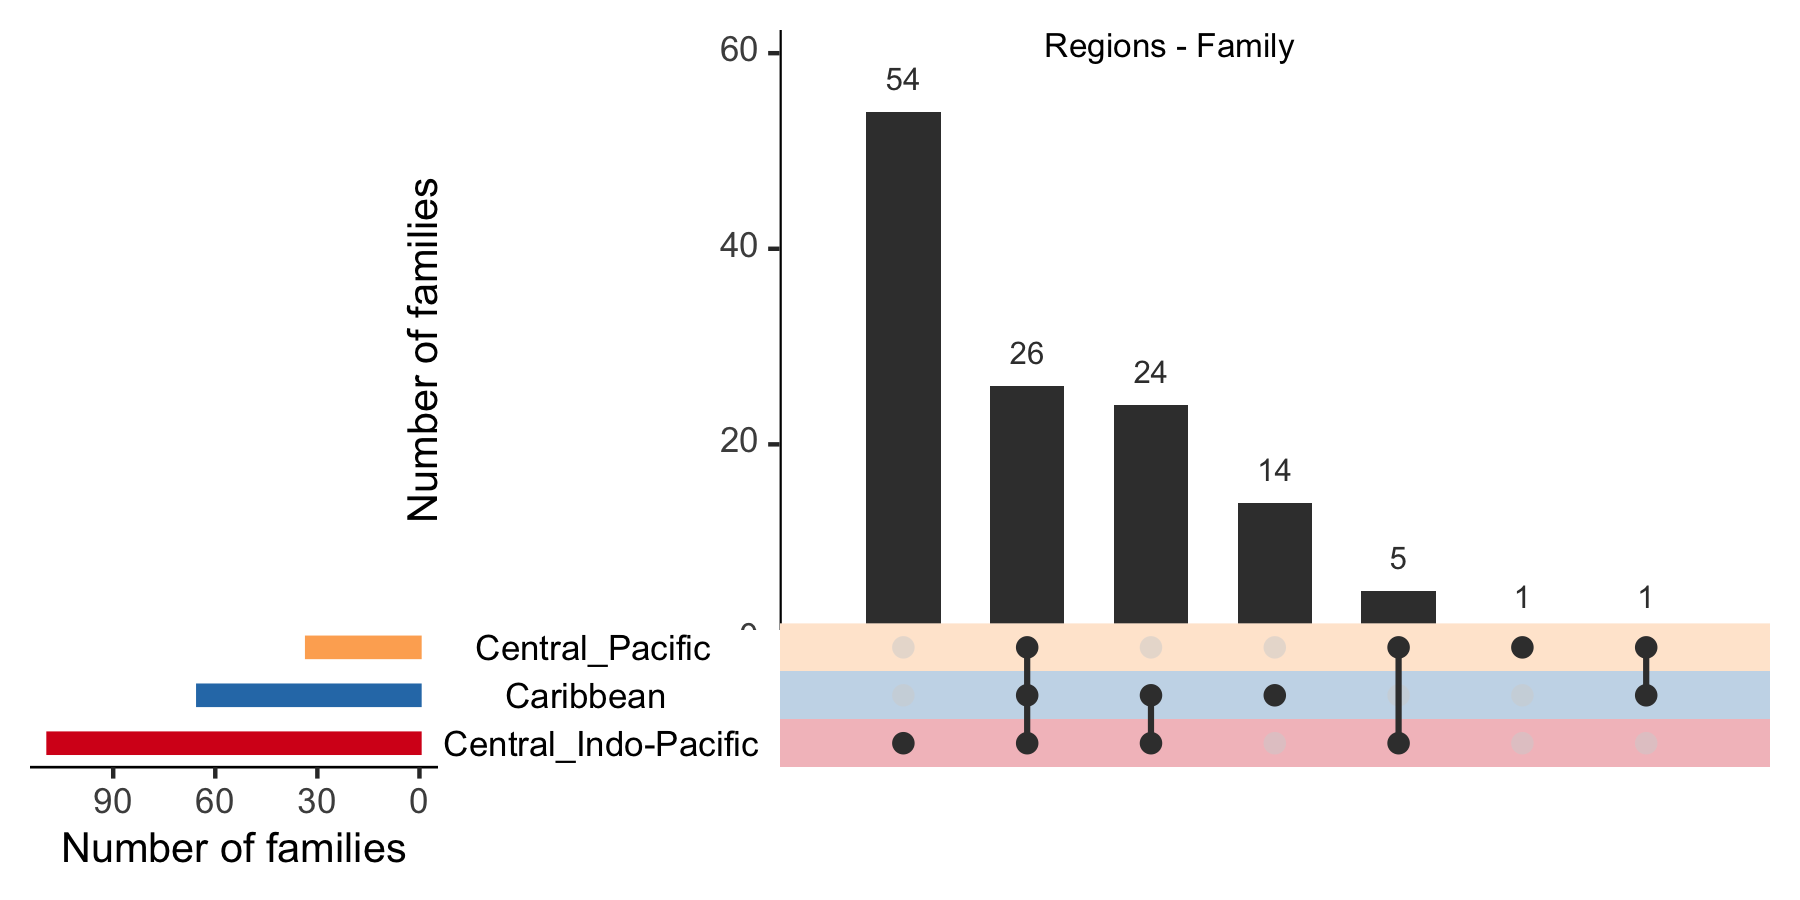 Regions - Family
60
40
20
0
Number of families
54
26
24
14
5
1
1
Central_Pacific
Caribbean
Central_Indo-Pacific
90 60 30 0
Number of families